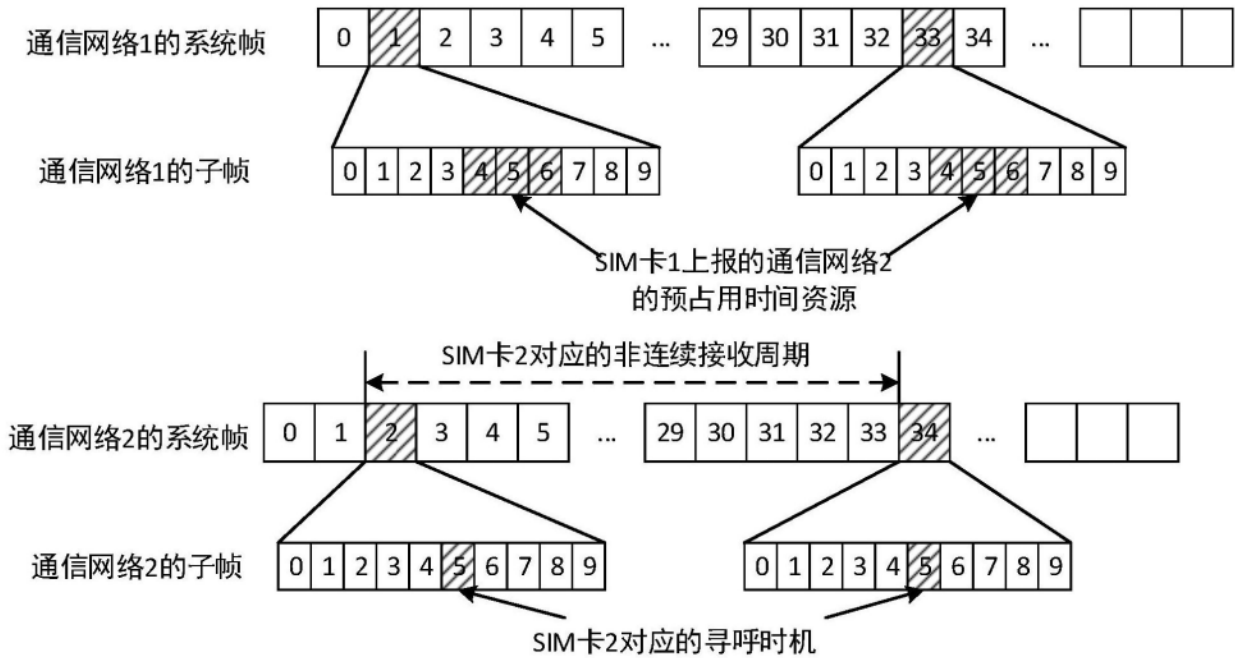 通信网络1的系统帧 0 1 2 3 4 5 ... 29 30 31 32 33 34 ...
通信网络1的子帧 0 1 2 3 4 5 6 7 8 9 0 1 2 3 4 5 6 7 8 9
SIM卡1上报的通信网络2
的预占用时间资源
SIM卡2对应的非连续接收周期
通信网络2的系统帧 0 1 2 3 4 5 ... 29 30 31 32 33 34 ...
通信网络2的子帧 0 1 2 3 4 5 6 7 8 9 0 1 2 3 4 5 6 7 8 9
SIM卡2对应的寻呼时机